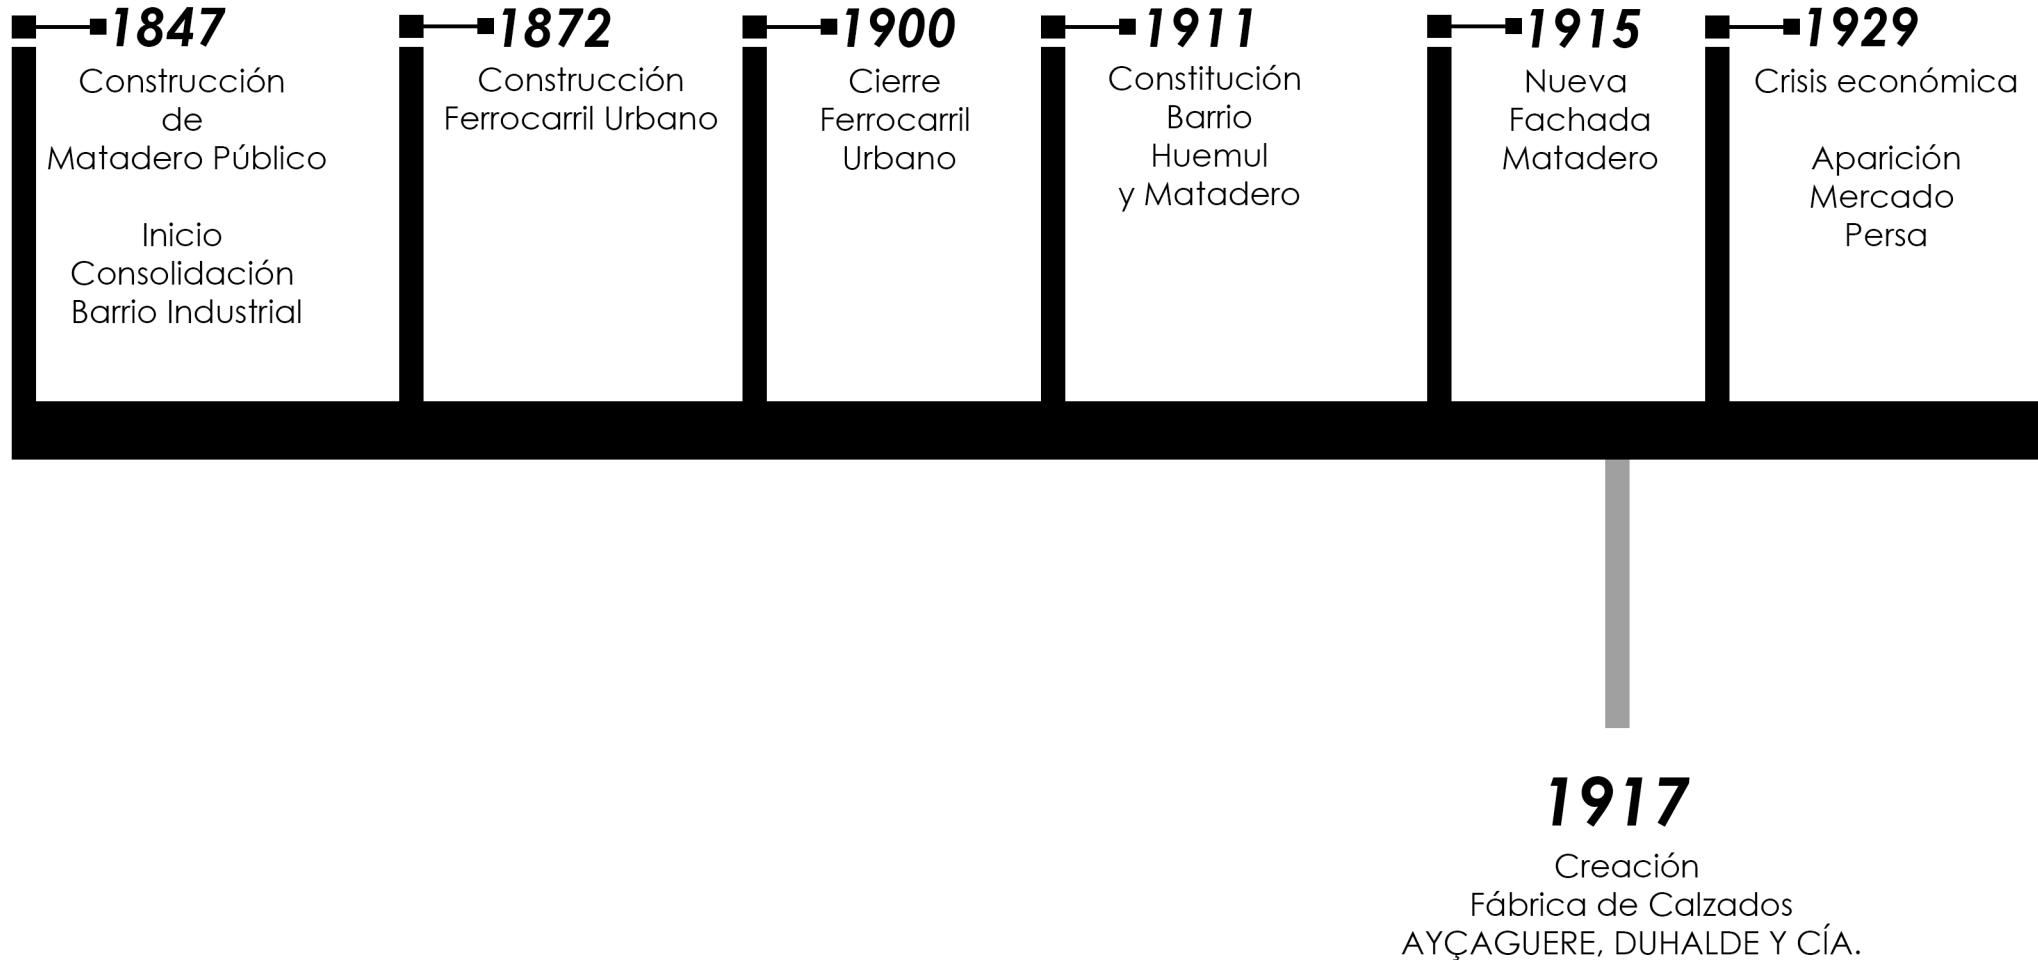 1847
Construcción
de
Matadero Público
Inicio
Consolidación
Barrio Industrial
1872
Construcción
Ferrocarril Urbano
1900
Cierre
Ferrocarril
Urbano
1911
Constitución
Barrio
Huemul
y Matadero
1915
Nueva
Fachada
Matadero
1929
Crisis económica
Aparición
Mercado
Persa
1917
Creación
Fábrica de Calzados
AYÇAGUERE, DUHALDE Y CÍA.